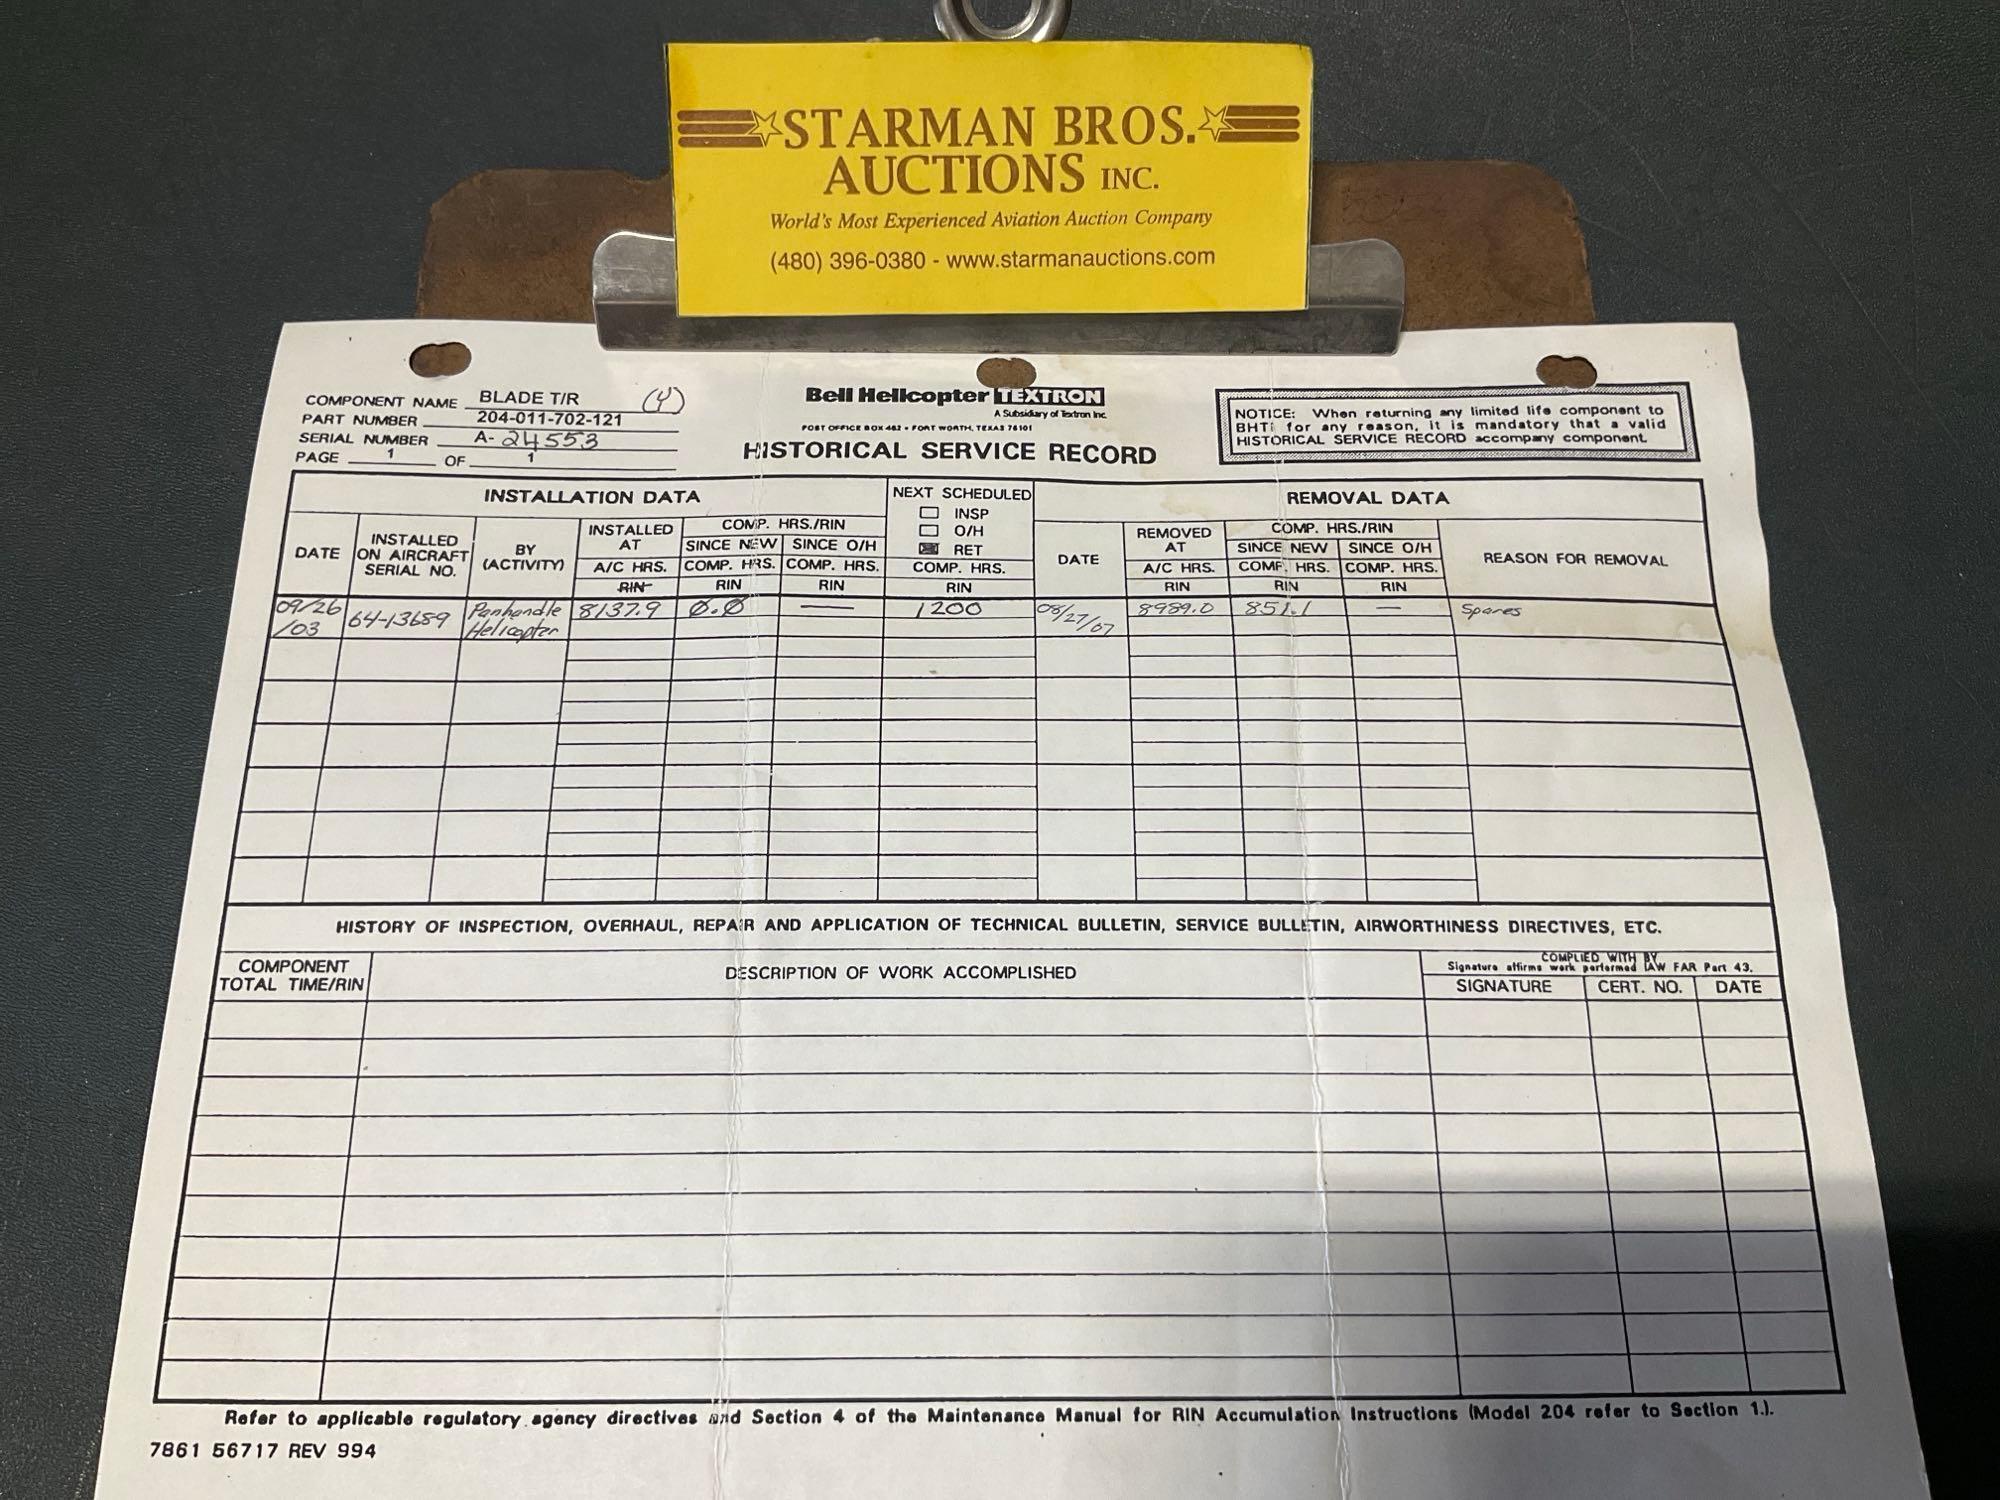 STARMAN BROS.
AUCTIONS INC.
World's Most Experienced Aviation Auction Company
(480) 396-0380 - www.starmanauctions.com
COMPONENT NAME BLADE T/R (4)
PART NUMBER 204-011-702-121
SERIAL NUMBER A- 24553
PAGE 1 OF 1
Bell Helicopter TEXTRON
A Subsidiary of Textron Inc.
POST OFFICE BOX 482 • FORT WORTH, TEXAS 76101
HISTORICAL SERVICE RECORD
NOTICE: When returning any limited life component to
BHTI for any reason, it is mandatory that a valid
HISTORICAL SERVICE RECORD accompany component.
INSTALLATION DATA
NEXT SCHEDULED
INSP
O/H
RET
COMP. HRS.
RIN
REMOVAL DATA
DATE
INSTALLED
ON AIRCRAFT
SERIAL NO.
BY
(ACTIVITY)
INSTALLED
AT
A/C HRS.
RIN
COMP. HRS./RIN
SINCE NEW SINCE O/H
COMP. HRS. COMP. HRS.
RIN RIN
DATE
REMOVED
AT
A/C HRS.
RIN
COMP. HRS./RIN
SINCE NEW SINCE O/H
COMP. HRS. COMP. HRS.
RIN RIN
REASON FOR REMOVAL
09/26 64-13689 Panhandle 8137.9 0.0 — 1200 08/27/07 8989.0 851.1 — Spares
/03 Helicopter
HISTORY OF INSPECTION, OVERHAUL, REPAIR AND APPLICATION OF TECHNICAL BULLETIN, SERVICE BULLETIN, AIRWORTHINESS DIRECTIVES, ETC.
COMPONENT
TOTAL TIME/RIN
DESCRIPTION OF WORK ACCOMPLISHED
COMPLIED WITH BY
Signature affirms work performed IAW FAR Part 43.
SIGNATURE CERT. NO. DATE
Refer to applicable regulatory agency directives and Section 4 of the Maintenance Manual for RIN Accumulation Instructions (Model 204 refer to Section 1.).
7861 56717 REV 994